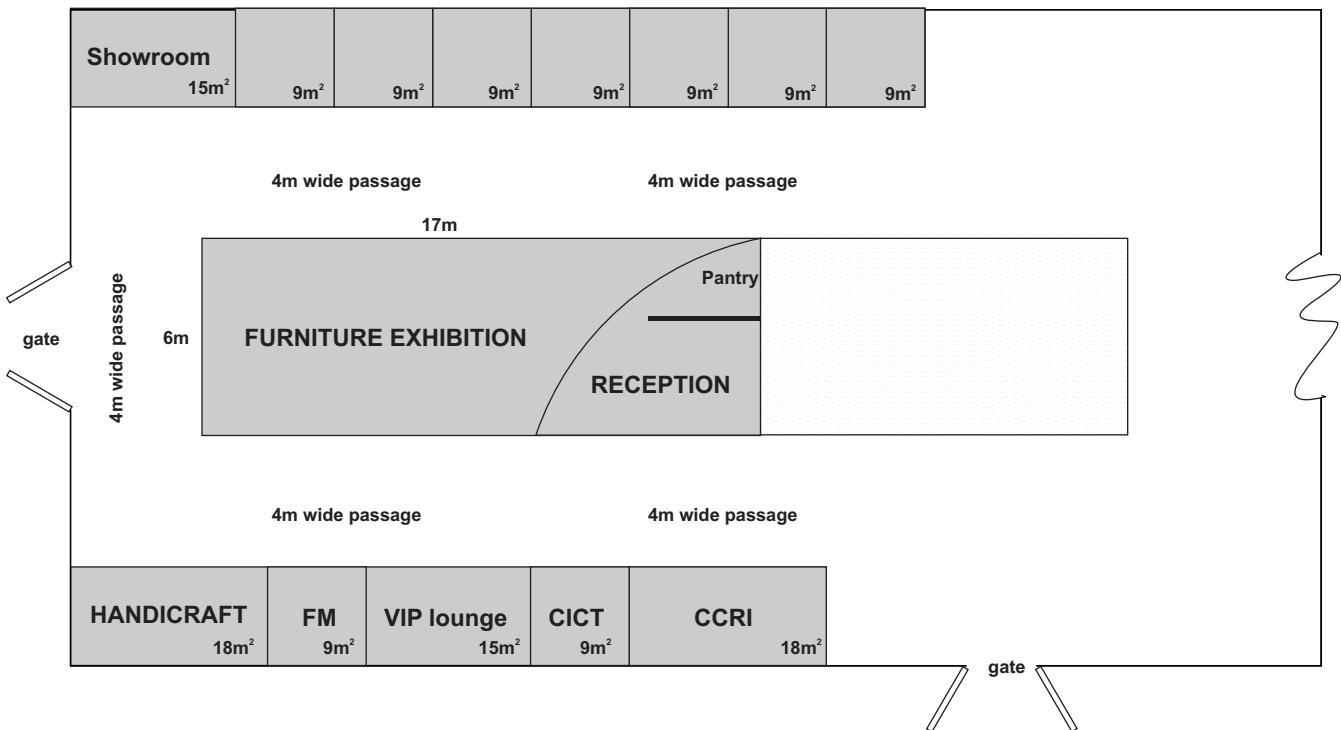 Showroom
15m²
9m²
9m²
9m²
9m²
9m²
9m²
9m²
4m wide passage
4m wide passage
17m
Pantry
gate
4m wide passage
6m
FURNITURE EXHIBITION
RECEPTION
4m wide passage
4m wide passage
HANDICRAFT
18m²
FM
9m²
VIP lounge
15m²
CICT
9m²
CCRI
18m²
gate